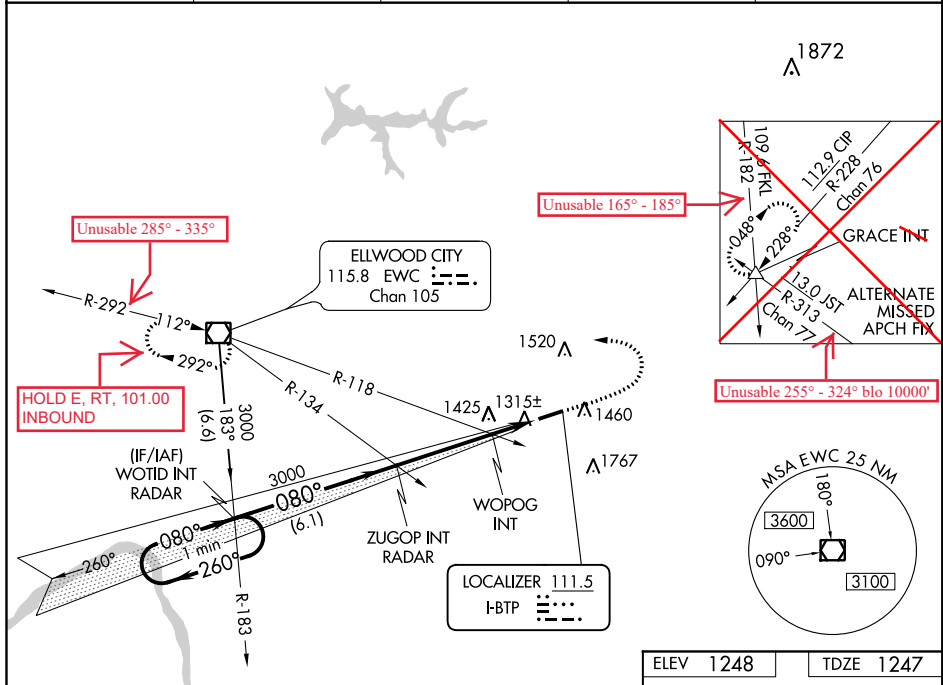 1872
109.6 FKL
R-182
112.9 CIP
R-228
Chan 76
Unusable 165° - 185°
048°
228°
GRACE INT
13.0 JST
R-313
Chan 77
ALTERNATE
MISSED
APCH FIX
Unusable 255° - 324° blo 10000'
Unusable 285° - 335°
ELLWOOD CITY
115.8 EWC
Chan 105
R-292
112°
292°
HOLD E, RT, 101.00
INBOUND
R-118
R-134
1520
1425
1315±
1460
1767
3000
183°
(6.6)
(IF/IAF)
WOTID INT
RADAR
3000
080°
(6.1)
080°
1 min
260°
260°
ZUGOP INT
RADAR
WOPOG
INT
R-183
LOCALIZER 111.5
I-BTP
MSA EWC 25 NM
180°
3600
090°
3100
ELEV 1248
TDZE 1247